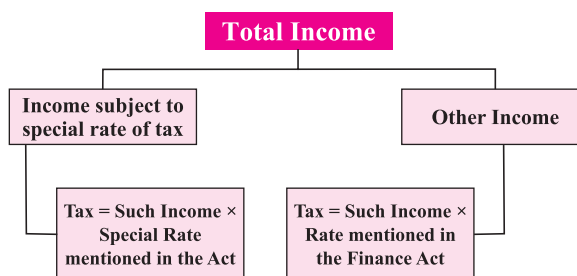 Total Income
Income subject to
special rate of tax
Other Income
Tax = Such Income ×
Special Rate
mentioned in the Act
Tax = Such Income ×
Rate mentioned in
the Finance Act